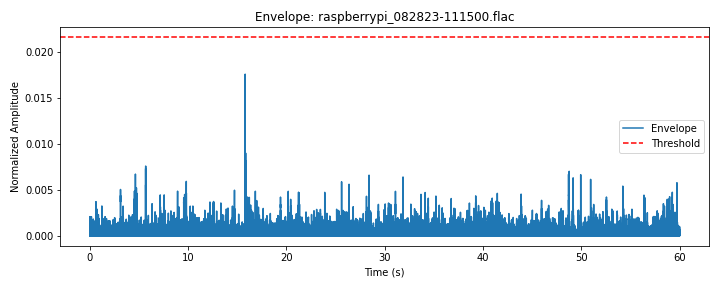 Envelope: raspberrypi_082823-111500.flac
Normalized Amplitude
0.020
0.015
0.010
0.005
0.000
Envelope
Threshold
0
10
20
30
40
50
60
Time (s)